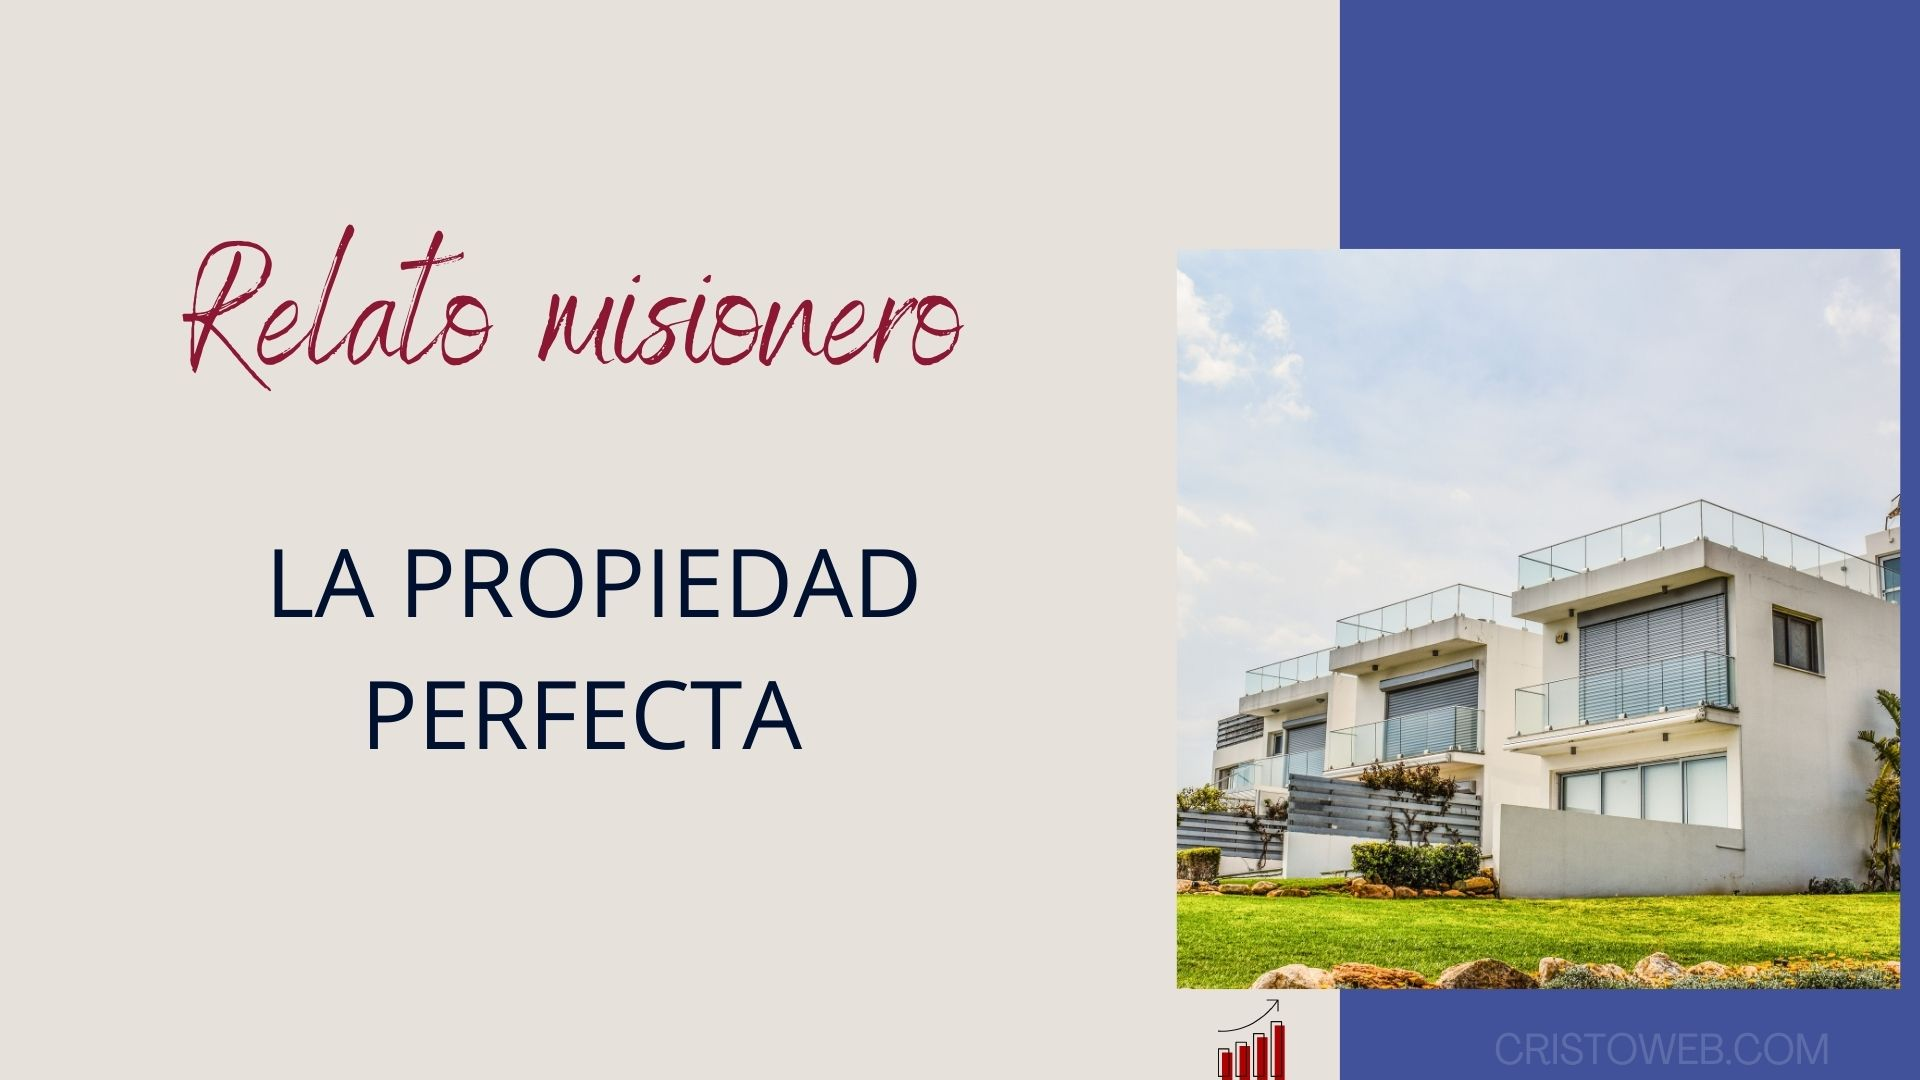 Relato misionero
LA PROPIEDAD
PERFECTA
CRISTOWEB.COM